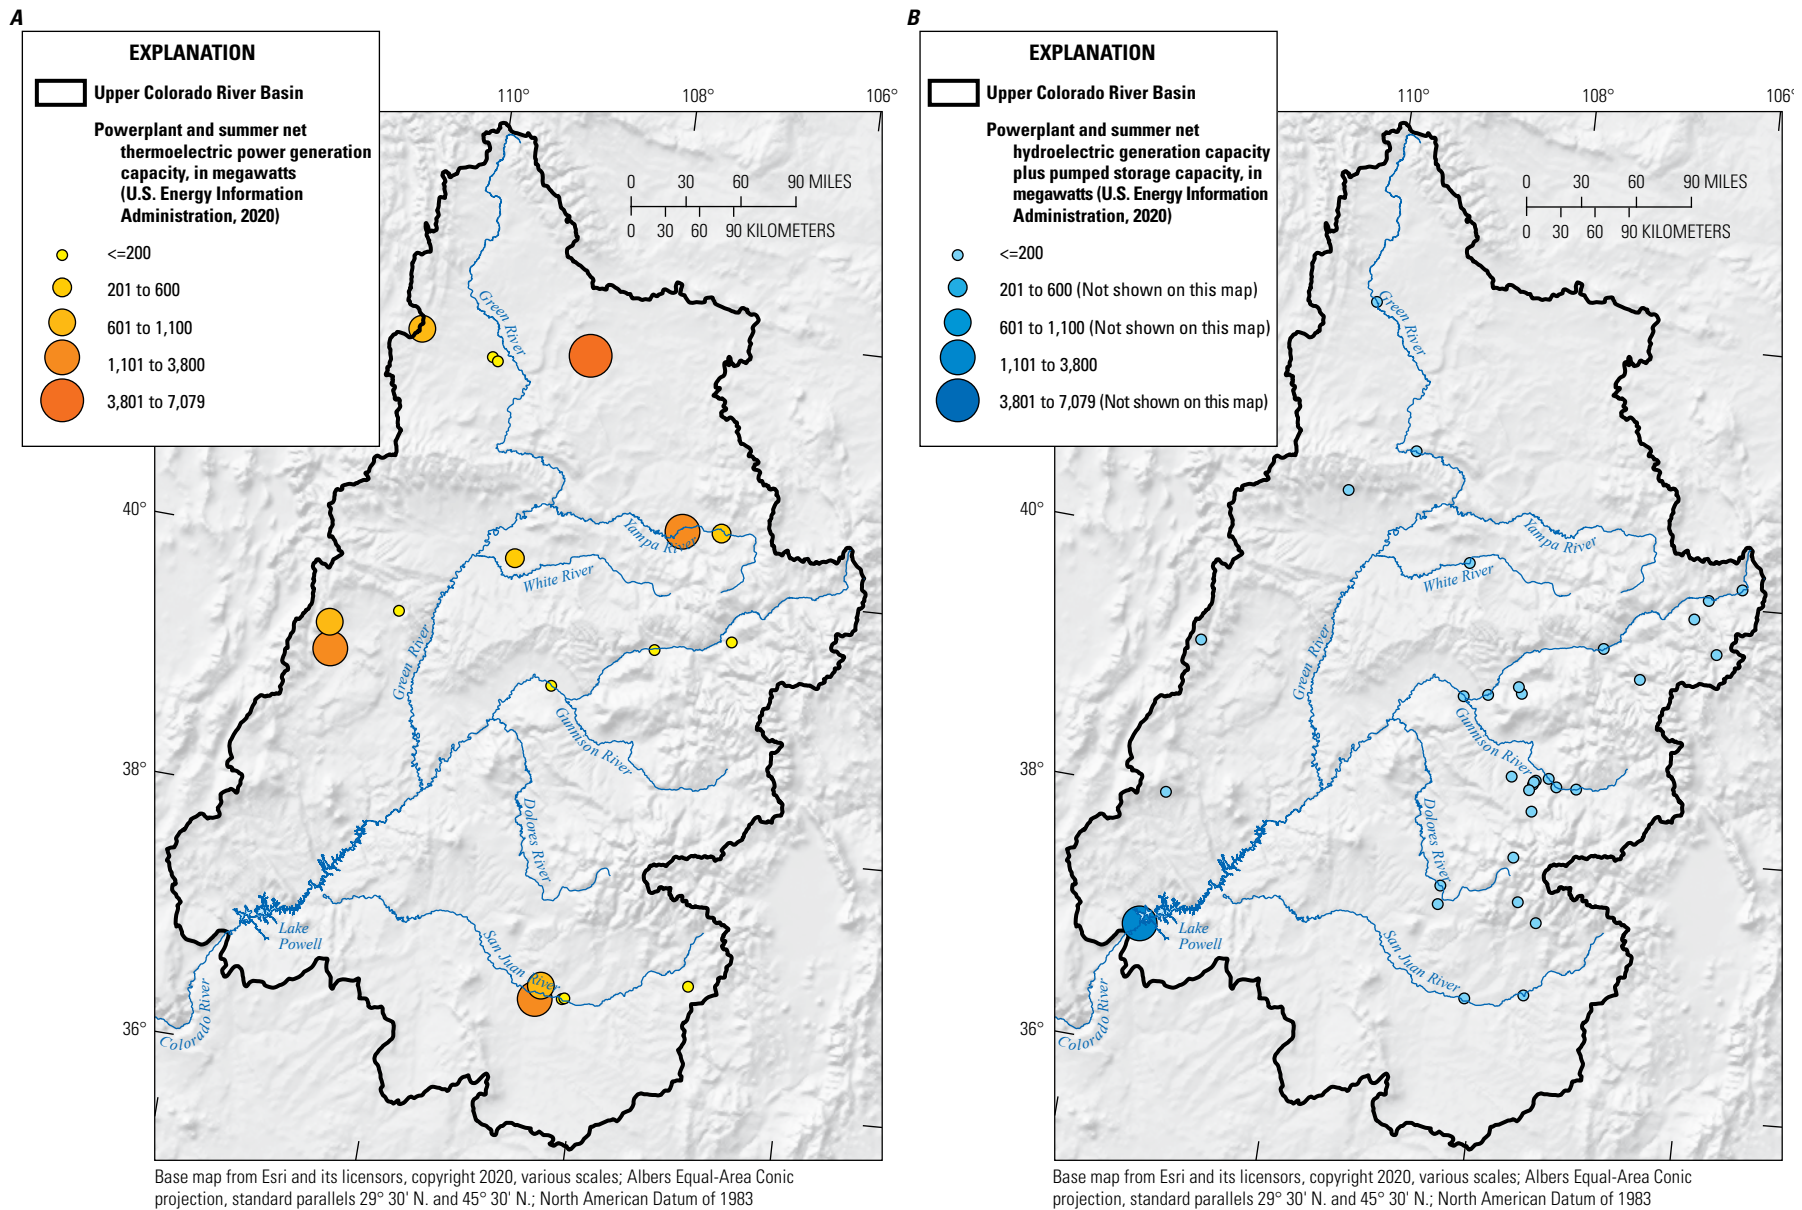 A
EXPLANATION
Upper Colorado River Basin
Powerplant and summer net
thermoelectric power generation
capacity, in megawatts
(U.S. Energy Information
Administration, 2020)
<=200
201 to 600
601 to 1,100
1,101 to 3,800
3,801 to 7,079
110°
108°
106°
0 30 60 90 MILES
0 30 60 90 KILOMETERS
40°
38°
36°
Green River
Yampa River
White River
Green River
Gunnison River
Dolores River
Lake
Powell
San Juan River
Colorado River
Base map from Esri and its licensors, copyright 2020, various scales; Albers Equal-Area Conic
projection, standard parallels 29° 30' N. and 45° 30' N.; North American Datum of 1983
B
EXPLANATION
Upper Colorado River Basin
Powerplant and summer net
hydroelectric generation capacity
plus pumped storage capacity, in
megawatts (U.S. Energy Information
Administration, 2020)
<=200
201 to 600 (Not shown on this map)
601 to 1,100 (Not shown on this map)
1,101 to 3,800
3,801 to 7,079 (Not shown on this map)
110°
108°
106°
0 30 60 90 MILES
0 30 60 90 KILOMETERS
40°
38°
36°
Green River
Yampa River
White River
Green River
Gunnison River
Dolores River
Lake
Powell
San Juan River
Colorado River
Base map from Esri and its licensors, copyright 2020, various scales; Albers Equal-Area Conic
projection, standard parallels 29° 30' N. and 45° 30' N.; North American Datum of 1983